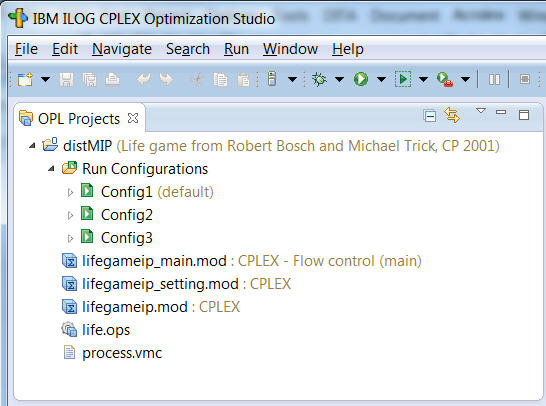 IBM ILOG CPLEX Optimization Studio
File Edit Navigate Search Run Window Help
OPL Projects
distMIP (Life game from Robert Bosch and Michael Trick, CP 2001)
Run Configurations
Config1 (default)
Config2
Config3
lifegameip_main.mod : CPLEX - Flow control (main)
lifegameip_setting.mod : CPLEX
lifegameip.mod : CPLEX
life.ops
process.vmc